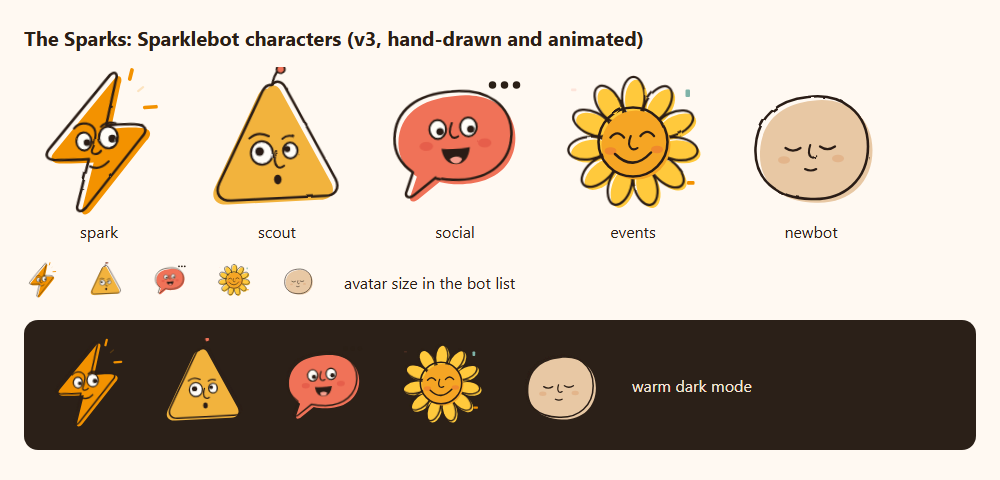 The Sparks: Sparklebot characters (v3, hand-drawn and animated)
spark
scout
social
events
newbot
avatar size in the bot list
warm dark mode